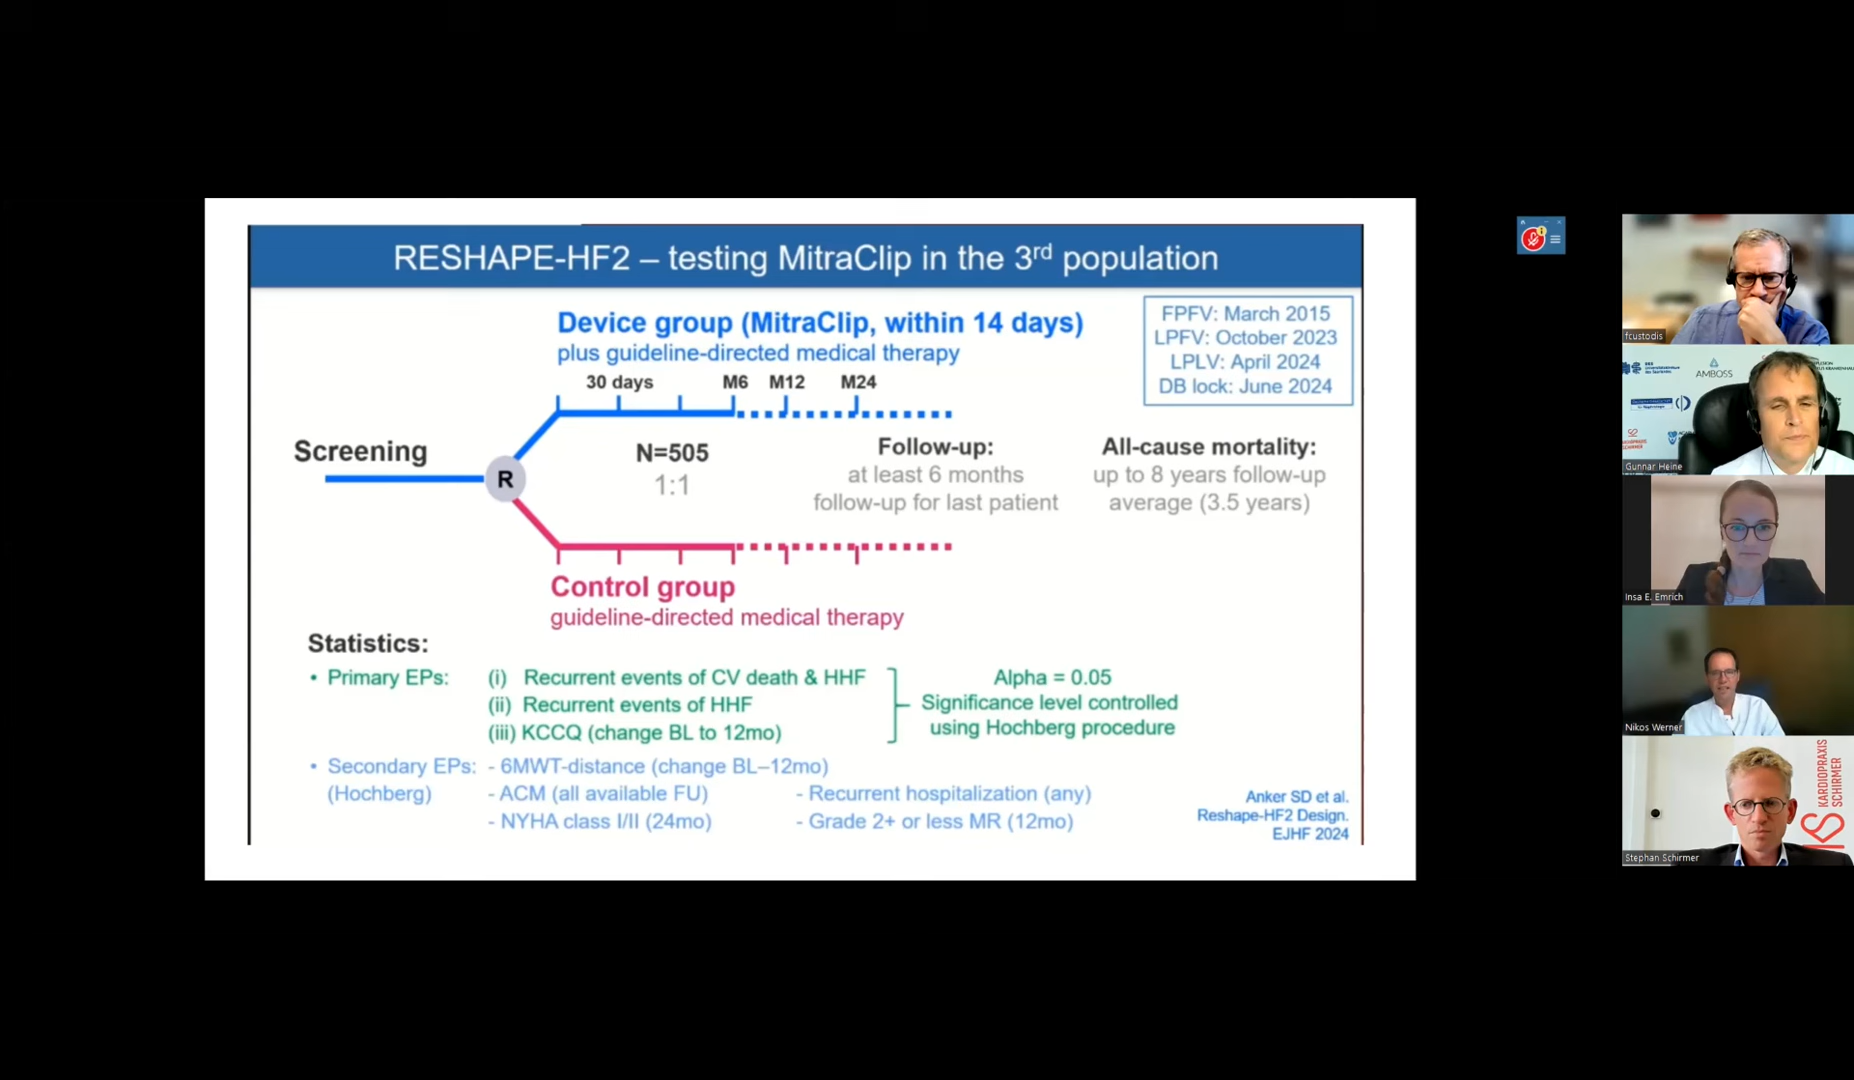 RESHAPE-HF2 – testing MitraClip in the 3rd population
Device group (MitraClip, within 14 days)
plus guideline-directed medical therapy
FPFV: March 2015
LPFV: October 2023
LPLV: April 2024
DB lock: June 2024
30 days M6 M12 M24
Screening
R
N=505
1:1
Follow-up:
at least 6 months
follow-up for last patient
All-cause mortality:
up to 8 years follow-up
average (3.5 years)
Control group
guideline-directed medical therapy
Statistics:
• Primary EPs: (i) Recurrent events of CV death & HHF
(ii) Recurrent events of HHF
(iii) KCCQ (change BL to 12mo)
Alpha = 0.05
Significance level controlled
using Hochberg procedure
• Secondary EPs: - 6MWT-distance (change BL–12mo)
(Hochberg) - ACM (all available FU) - Recurrent hospitalization (any)
- NYHA class I/II (24mo) - Grade 2+ or less MR (12mo)
Anker SD et al.
Reshape-HF2 Design.
EJHF 2024
fcustodis
AMBOSS
Gunnar Heine
Insa E. Emrich
Nikos Werner
KARDIOPRAXIS
SCHIRMER
Stephan Schirmer